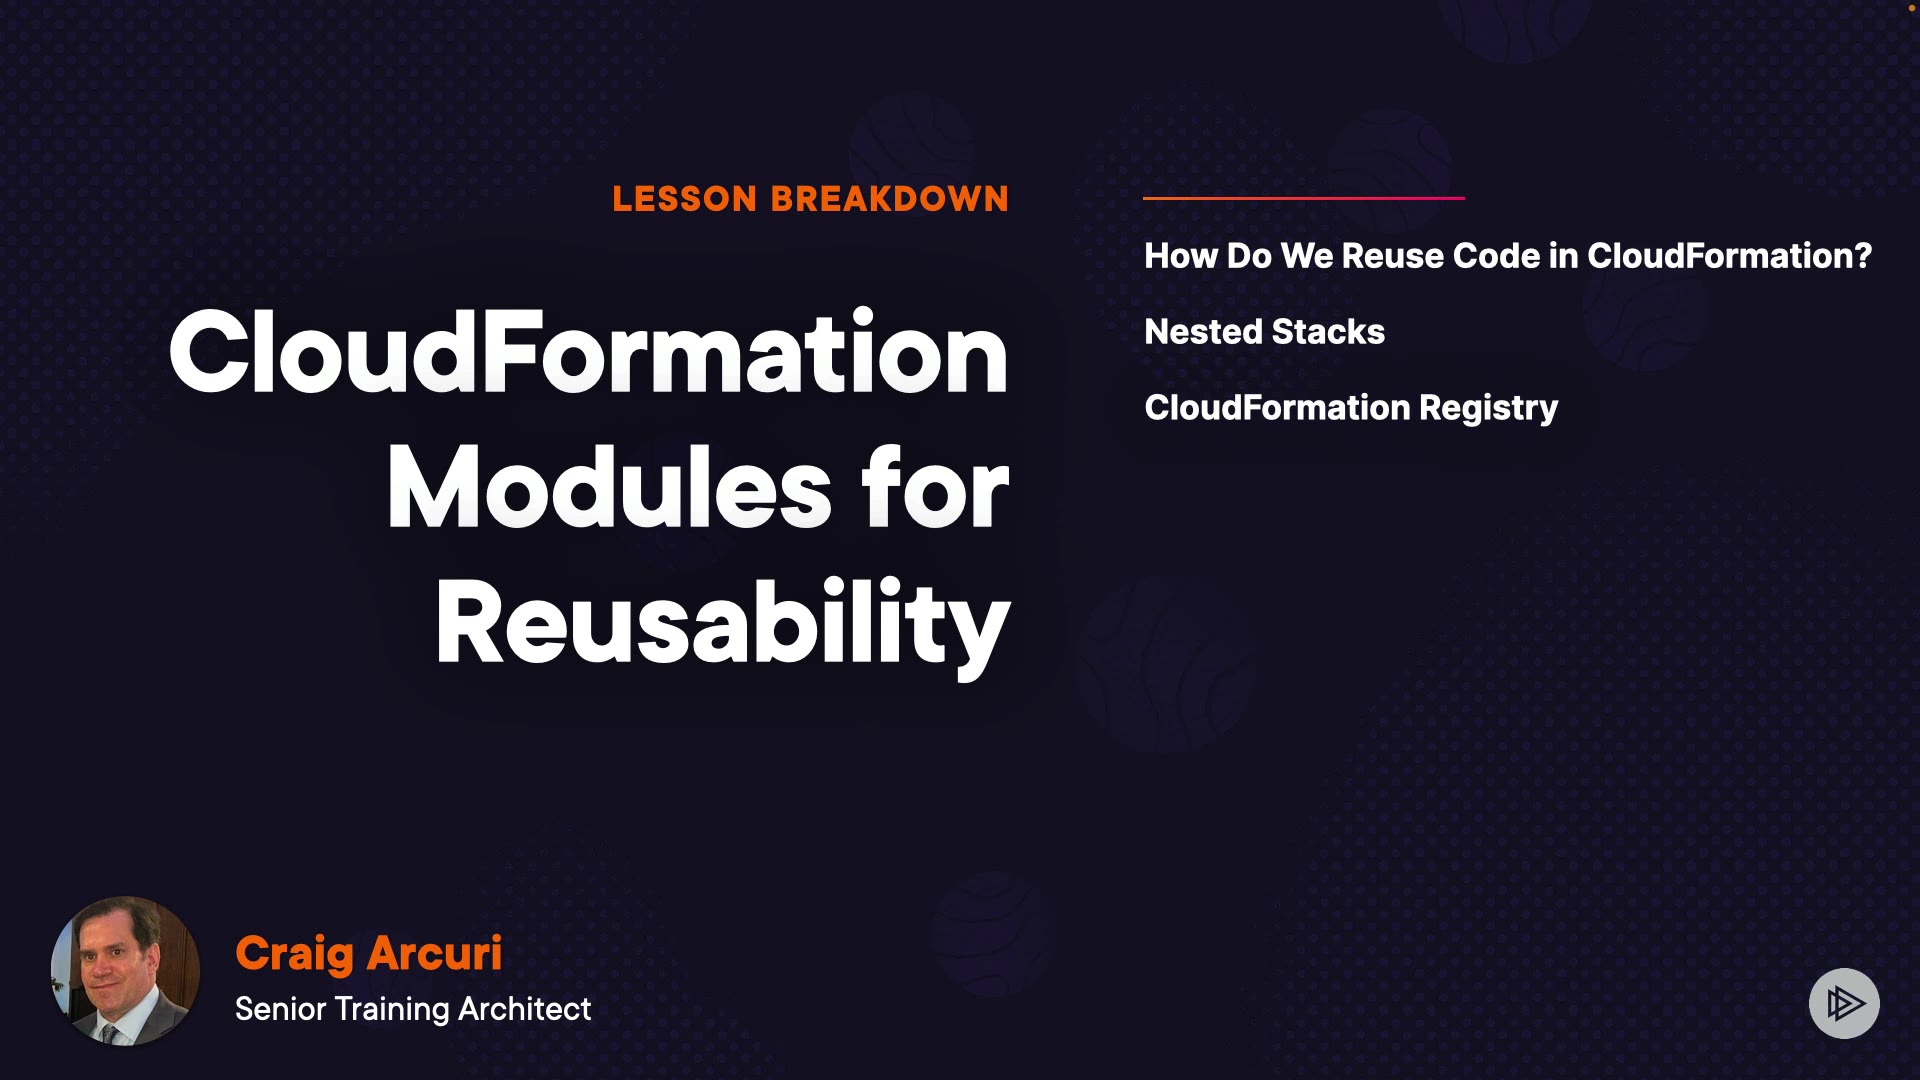 LESSON BREAKDOWN
CloudFormation
Modules for
Reusability
How Do We Reuse Code in CloudFormation?
Nested Stacks
CloudFormation Registry
Craig Arcuri
Senior Training Architect